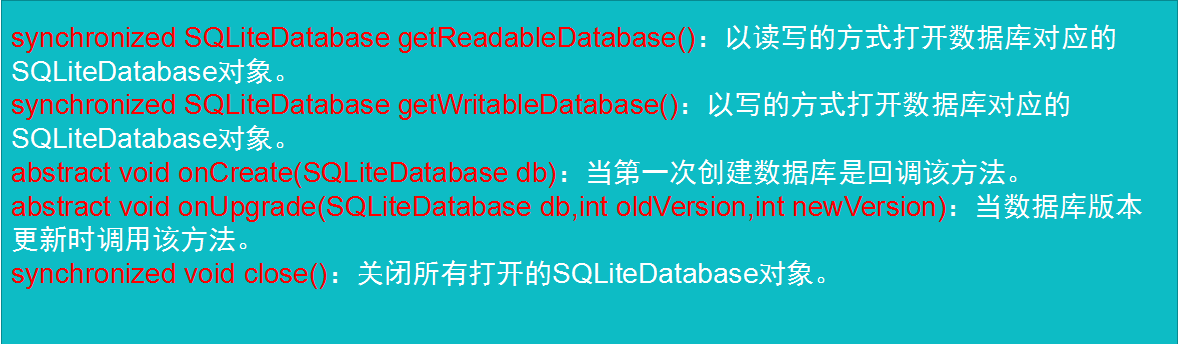 synchronized SQLiteDatabase getReadableDatabase()：以读写的方式打开数据库对应的
SQLiteDatabase对象。
synchronized SQLiteDatabase getWritableDatabase()：以写的方式打开数据库对应的
SQLiteDatabase对象。
abstract void onCreate(SQLiteDatabase db)：当第一次创建数据库是回调该方法。
abstract void onUpgrade(SQLiteDatabase db,int oldVersion,int newVersion)：当数据库版本
更新时调用该方法。
synchronized void close()：关闭所有打开的SQLiteDatabase对象。